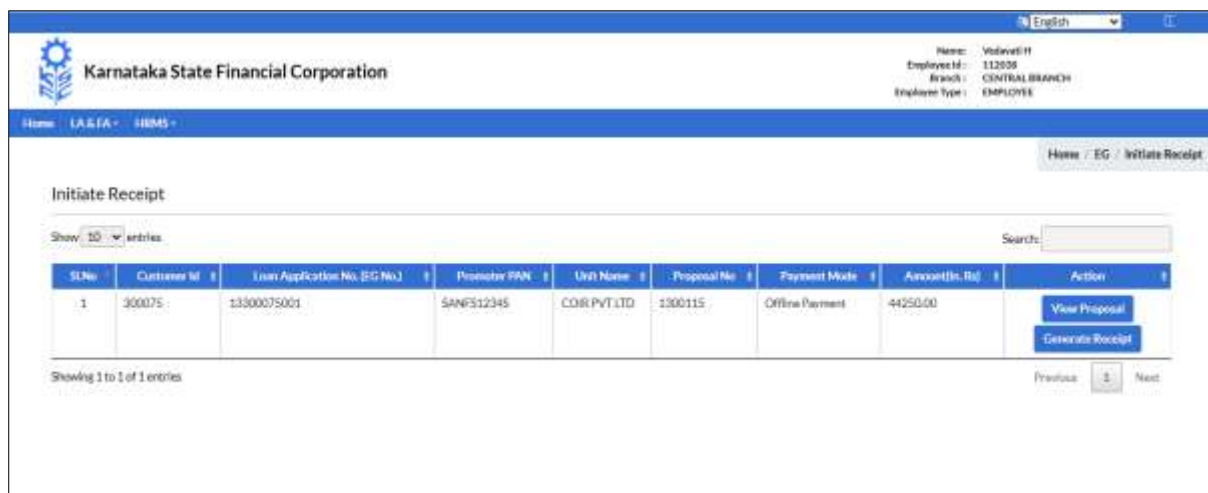 English
Karnataka State Financial Corporation
Name: Vedavati H
Employee Id : 112038
Branch : CENTRAL BRANCH
Employee Type : EMPLOYEE
Home LA & FA HRMS
Home / EG / Initiate Receipt
Initiate Receipt
Show 10 entries
Search:
Sl.No Customer Id Loan Application No. (EG No.) Promoter PAN Unit Name Proposal No Payment Mode Amount(In. Rs) Action
1 300075 13300075001 SANFS12345 COIR PVT LTD 1300115 Offline Payment 44250.00 View Proposal
Generate Receipt
Showing 1 to 1 of 1 entries
Previous 1 Next